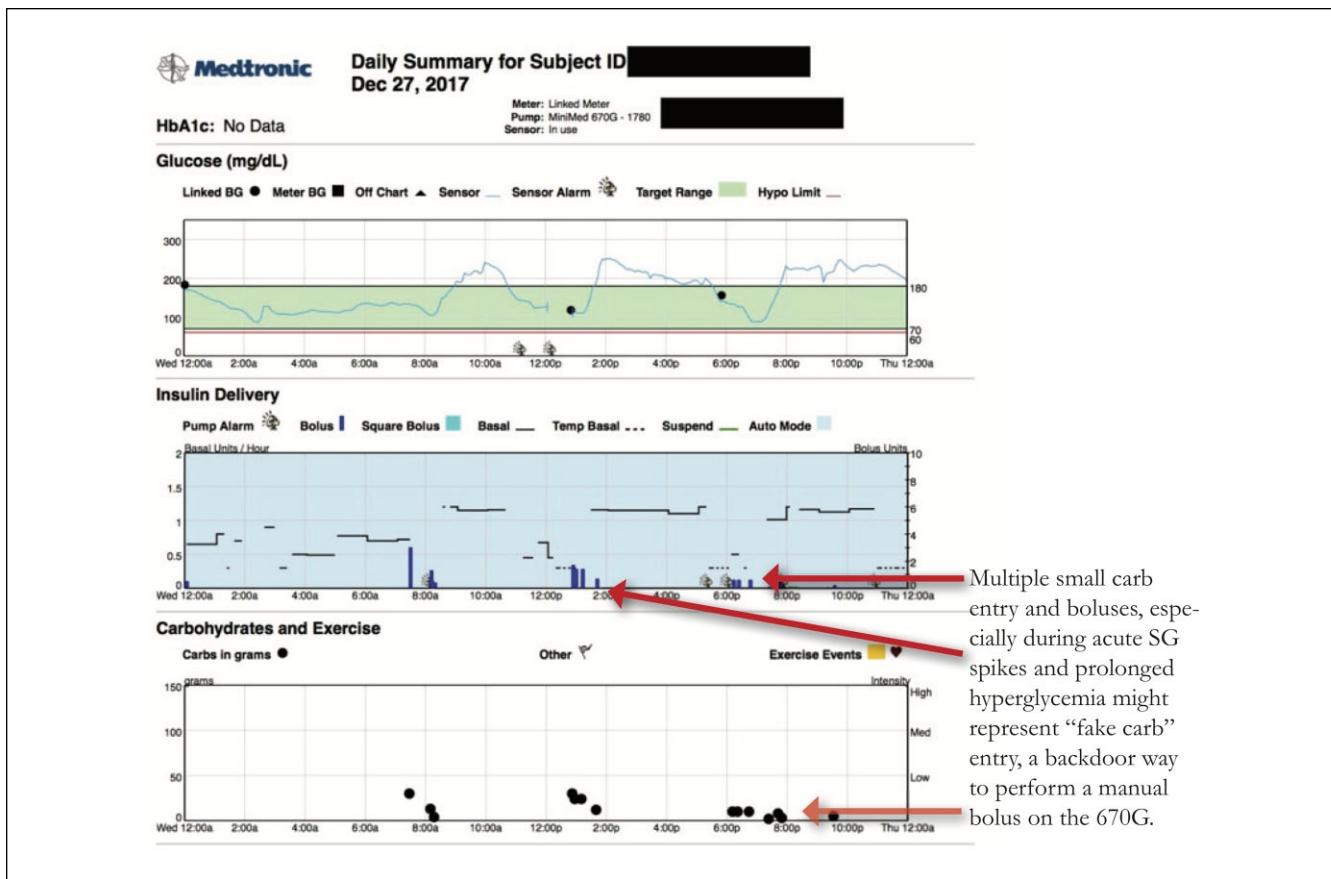 Medtronic
Daily Summary for Subject ID
Dec 27, 2017
Meter: Linked Meter
Pump: MiniMed 670G - 1780
Sensor: In use
HbA1c: No Data
Glucose (mg/dL)
Linked BG Meter BG Off Chart Sensor Sensor Alarm Target Range Hypo Limit
300
200
100
0
180
70
60
Wed 12:00a 2:00a 4:00a 6:00a 8:00a 10:00a 12:00p 2:00p 4:00p 6:00p 8:00p 10:00p Thu 12:00a
Insulin Delivery
Pump Alarm Bolus Square Bolus Basal Temp Basal Suspend Auto Mode
Basal Units / Hour Bolus Units
2
1.5
1
0.5
0
10
8
6
4
2
0
Wed 12:00a 2:00a 4:00a 6:00a 8:00a 10:00a 12:00p 2:00p 4:00p 6:00p 8:00p 10:00p Thu 12:00a
Carbohydrates and Exercise
Carbs in grams Other Exercise Events
grams Intensity
150
100
50
0
High
Med
Low
Wed 12:00a 2:00a 4:00a 6:00a 8:00a 10:00a 12:00p 2:00p 4:00p 6:00p 8:00p 10:00p Thu 12:00a
Multiple small carb
entry and boluses, espe-
cially during acute SG
spikes and prolonged
hyperglycemia might
represent “fake carb”
entry, a backdoor way
to perform a manual
bolus on the 670G.